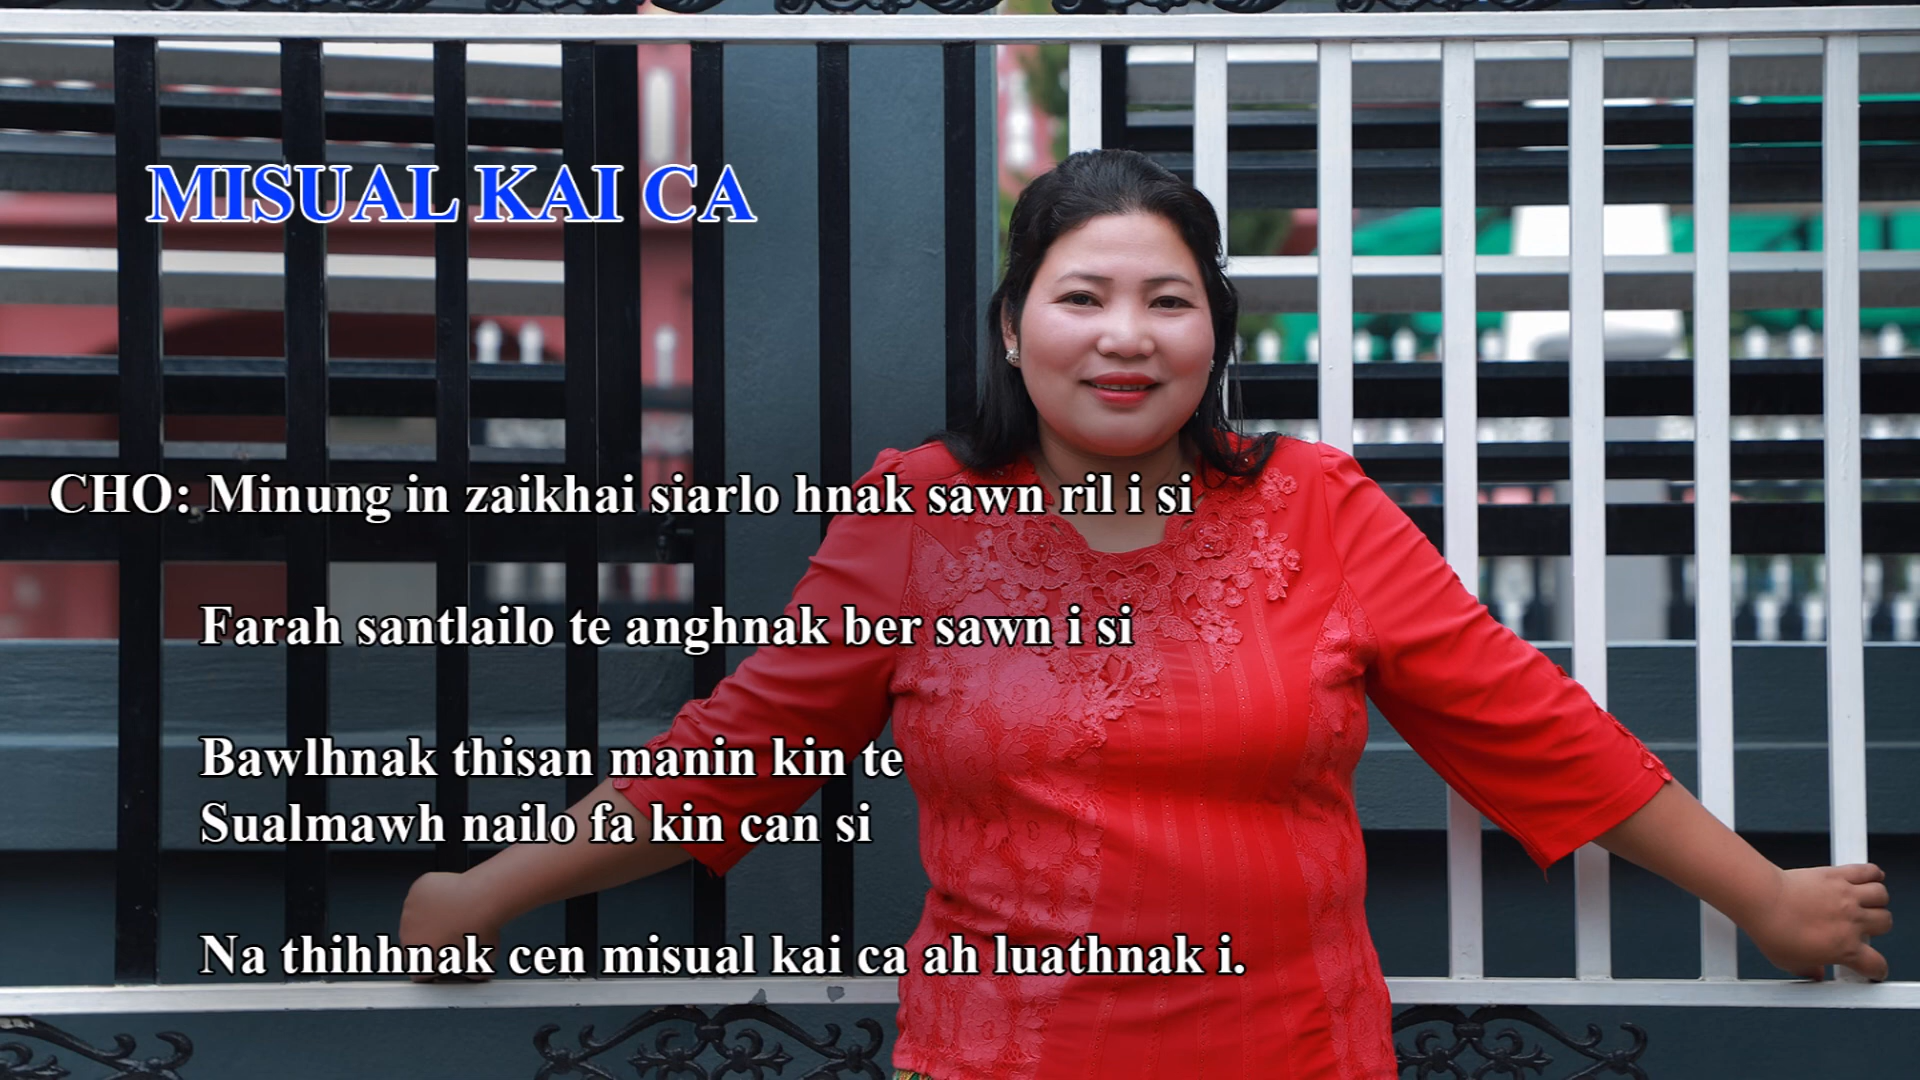 MISUAL KAI CA
CHO: Minung in zaikhai siarlo hnak sawn ril i si
Farah santlailo te anghnak ber sawn i si
Bawlhnak thisan manin kin te
Sualmawh nailo fa kin can si
Na thihhnak cen misual kai ca ah luathnak i.